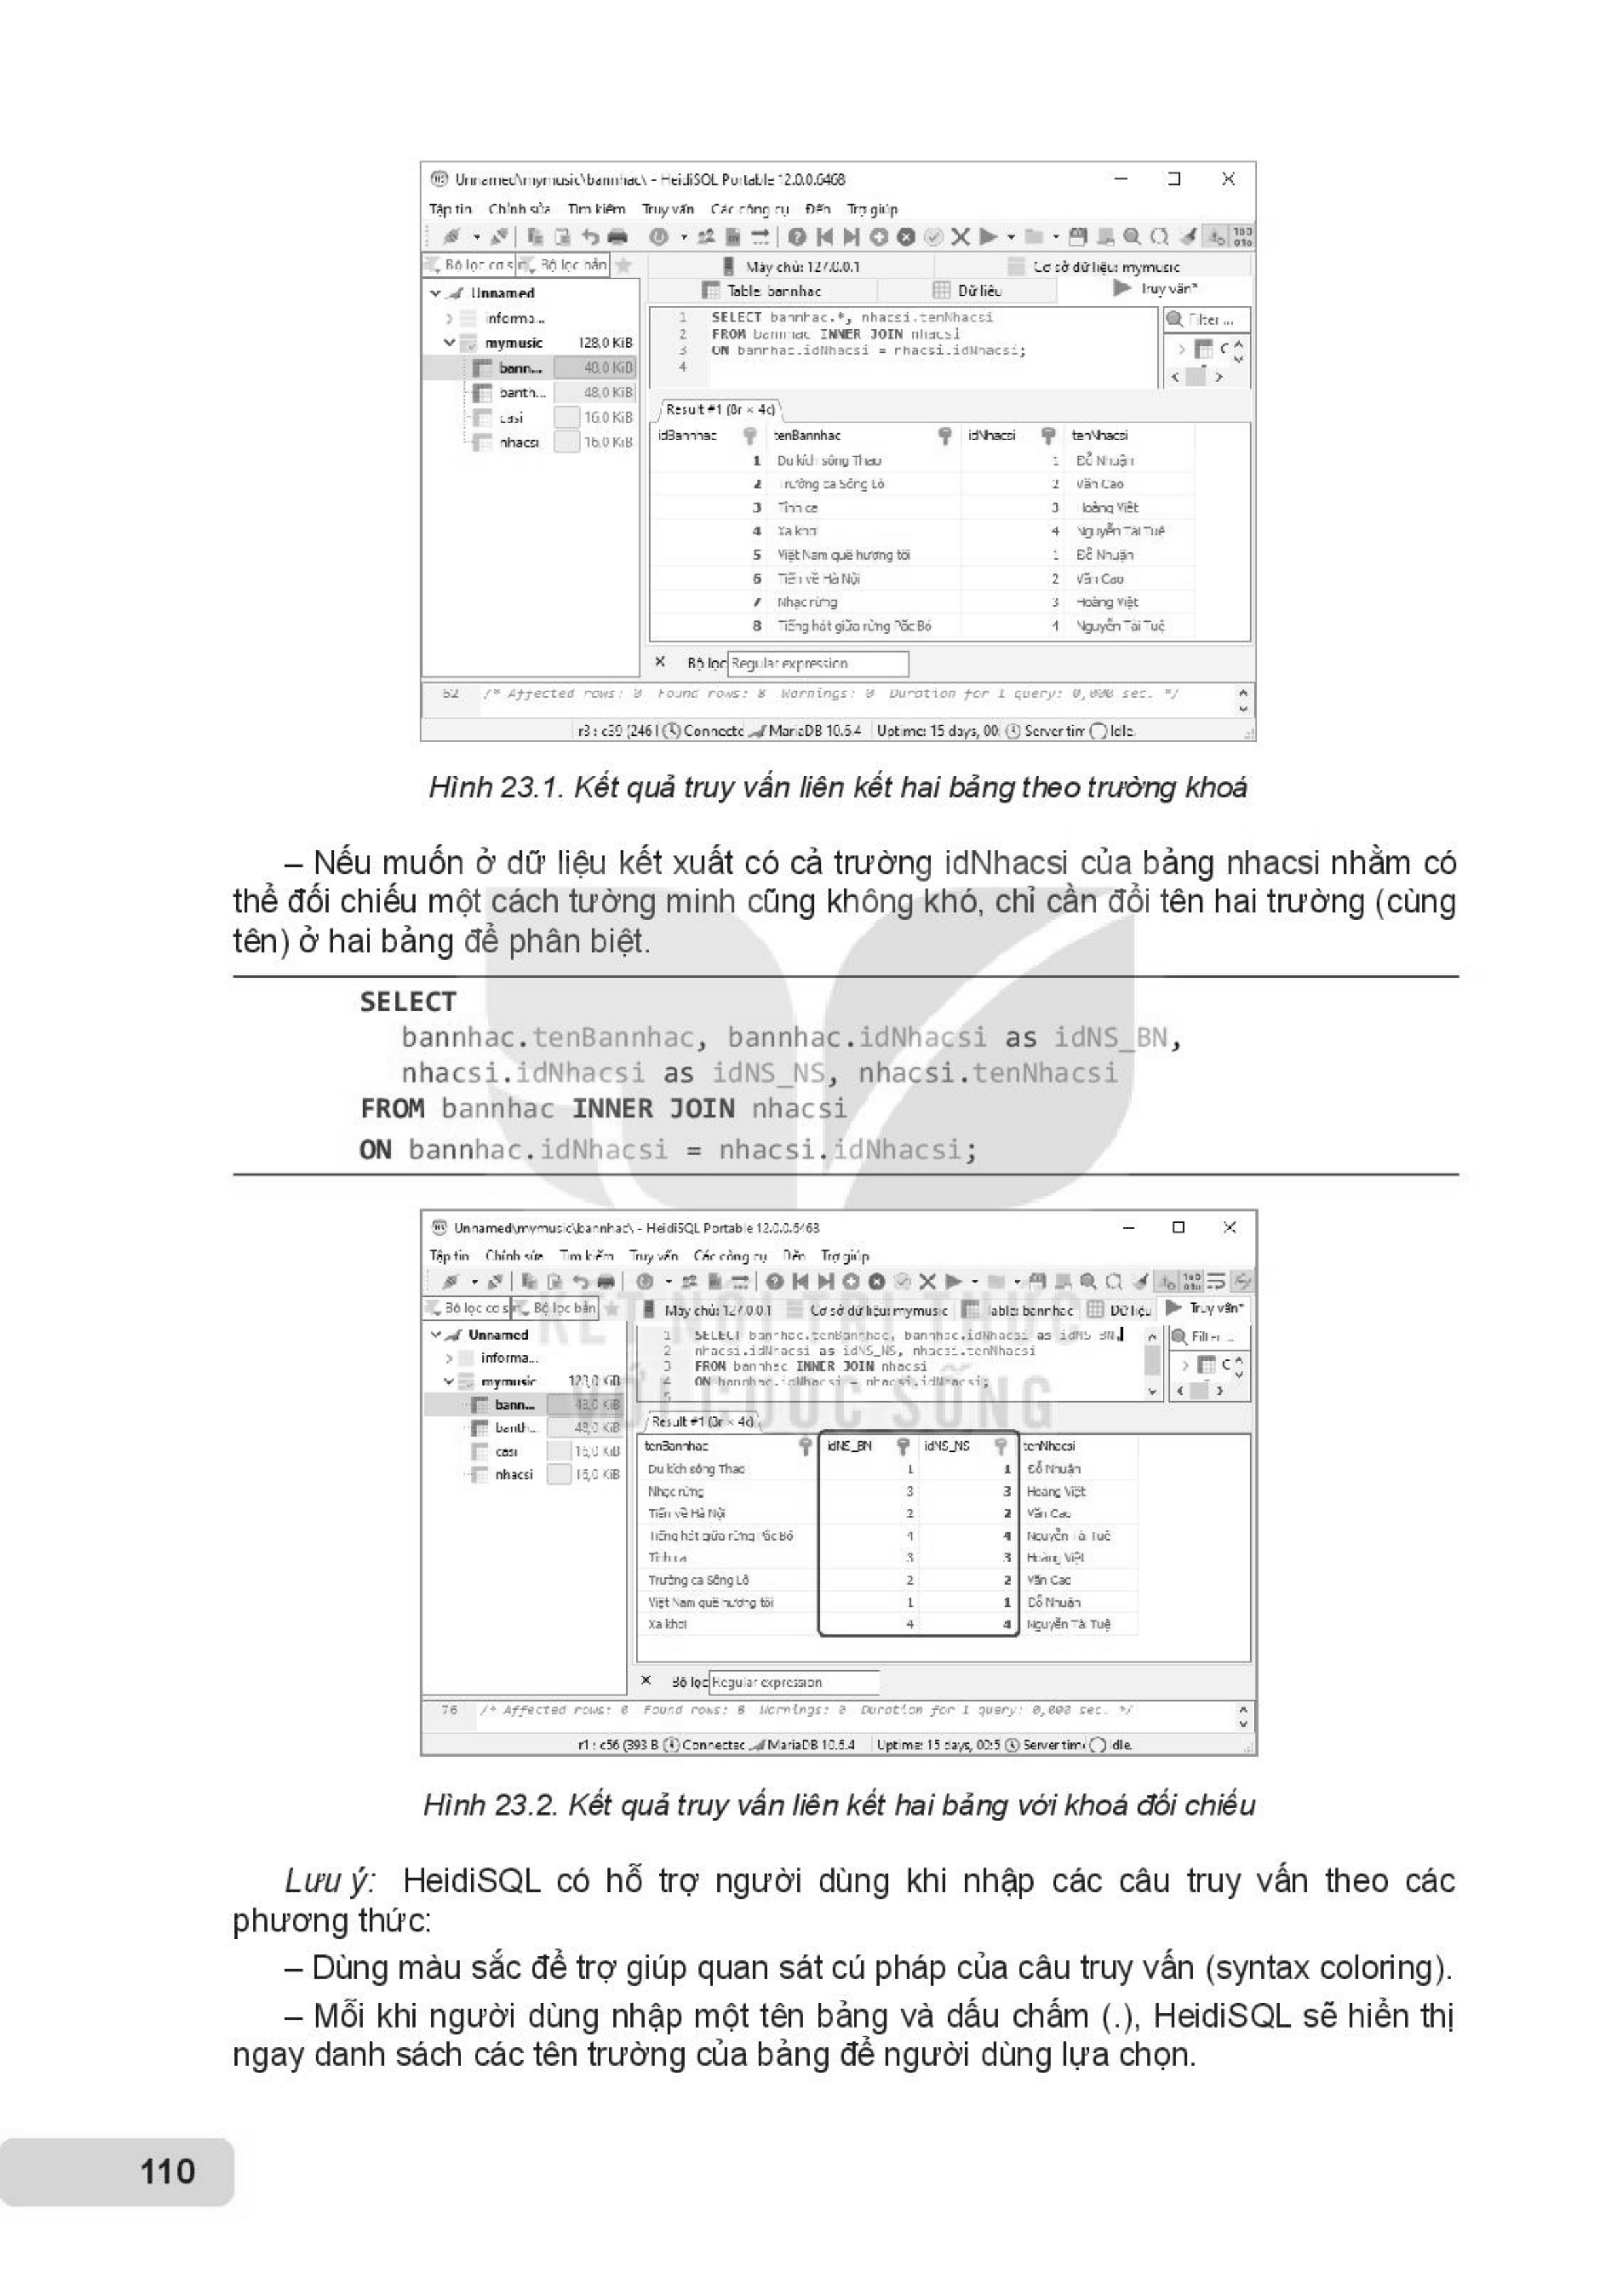 Unnamed\mymusic\bannhac\ - HeidiSQL Portable 12.0.0.6468
Tập tin Chỉnh sửa Tìm kiếm Truy vấn Các công cụ Đến Trợ giúp
Bộ lọc cơ s Bộ lọc bản
Máy chủ: 127.0.0.1 Cơ sở dữ liệu: mymusic
Table: bannhac Dữ liệu Truy vấn*
Unnamed
informa...
mymusic 128,0 KiB
bann... 48,0 KiB
banth... 48,0 KiB
casi 16,0 KiB
nhacsi 16,0 KiB
1 SELECT bannhac.*, nhacsi.tenNhacsi
2 FROM bannhac INNER JOIN nhacsi
3 ON bannhac.idNhacsi = nhacsi.idNhacsi;
4
Filter ...
Result #1 (8r × 4c)
idBannhac tenBannhac idNhacsi tenNhacsi
1 Du kích sông Thao 1 Đỗ Nhuận
2 Trường ca Sông Lô 2 Văn Cao
3 Tình ca 3 Hoàng Việt
4 Xa khơi 4 Nguyễn Tài Tuệ
5 Việt Nam quê hương tôi 1 Đỗ Nhuận
6 Tiến về Hà Nội 2 Văn Cao
7 Nhạc rừng 3 Hoàng Việt
8 Tiếng hát giữa rừng Pắc Bó 4 Nguyễn Tài Tuệ
Bộ lọc Regular expression
62 /* Affected rows: 0 Found rows: 8 Warnings: 0 Duration for 1 query: 0,000 sec. */
r3 : c39 (246 Connecte MariaDB 10.6.4 Uptime: 15 days, 00: Server tim Idle.
Hình 23.1. Kết quả truy vấn liên kết hai bảng theo trường khoá
– Nếu muốn ở dữ liệu kết xuất có cả trường idNhacsi của bảng nhacsi nhằm có
thể đối chiếu một cách tường minh cũng không khó, chỉ cần đổi tên hai trường (cùng
tên) ở hai bảng để phân biệt.
SELECT
bannhac.tenBannhac, bannhac.idNhacsi as idNS_BN,
nhacsi.idNhacsi as idNS_NS, nhacsi.tenNhacsi
FROM bannhac INNER JOIN nhacsi
ON bannhac.idNhacsi = nhacsi.idNhacsi;
Unnamed\mymusic\bannhac\ - HeidiSQL Portable 12.0.0.6468
Tập tin Chỉnh sửa Tìm kiếm Truy vấn Các công cụ Đến Trợ giúp
Bộ lọc cơ s Bộ lọc bản Máy chủ: 127.0.0.1 Cơ sở dữ liệu: mymusic Table: bannhac Dữ liệu Truy vấn*
KẾT NỐI TRI THỨC
VỚI CUỘC SỐNG
Unnamed
informa...
mymusic 128,0 KiB
bann... 48,0 KiB
banth... 48,0 KiB
casi 16,0 KiB
nhacsi 16,0 KiB
1 SELECT bannhac.tenBannhac, bannhac.idNhacsi as idNS_BN,
2 nhacsi.idNhacsi as idNS_NS, nhacsi.tenNhacsi
3 FROM bannhac INNER JOIN nhacsi
4 ON bannhac.idNhacsi = nhacsi.idNhacsi;
5
Filter ...
Result #1 (8r × 4c)
tenBannhac idNS_BN idNS_NS tenNhacsi
Du kích sông Thao 1 1 Đỗ Nhuận
Nhạc rừng 3 3 Hoàng Việt
Tiến về Hà Nội 2 2 Văn Cao
Tiếng hát giữa rừng Pắc Bó 4 4 Nguyễn Tài Tuệ
Tình ca 3 3 Hoàng Việt
Trường ca Sông Lô 2 2 Văn Cao
Việt Nam quê hương tôi 1 1 Đỗ Nhuận
Xa khơi 4 4 Nguyễn Tài Tuệ
Bộ lọc Regular expression
76 /* Affected rows: 0 Found rows: 8 Warnings: 0 Duration for 1 query: 0,000 sec. */
r1 : c56 (393 B Connectec MariaDB 10.6.4 Uptime: 15 days, 00:5 Server tim Idle.
Hình 23.2. Kết quả truy vấn liên kết hai bảng với khoá đối chiếu
Lưu ý: HeidiSQL có hỗ trợ người dùng khi nhập các câu truy vấn theo các
phương thức:
– Dùng màu sắc để trợ giúp quan sát cú pháp của câu truy vấn (syntax coloring).
– Mỗi khi người dùng nhập một tên bảng và dấu chấm (.), HeidiSQL sẽ hiển thị
ngay danh sách các tên trường của bảng để người dùng lựa chọn.
110